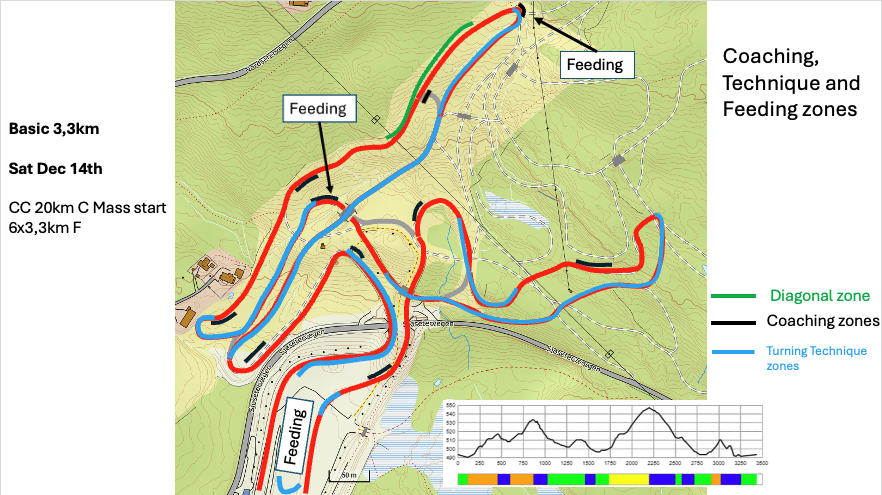 Basic 3,3km
Sat Dec 14th
CC 20km C Mass start
6x3,3km F
Feeding
Feeding
Feeding
Coaching,
Technique and
Feeding zones
Diagonal zone
Coaching zones
Turning Technique
zones
50 m
550
540
530
520
510
500
490
0 250 500 750 1000 1250 1500 1750 2000 2250 2500 2750 3000 3250 3500